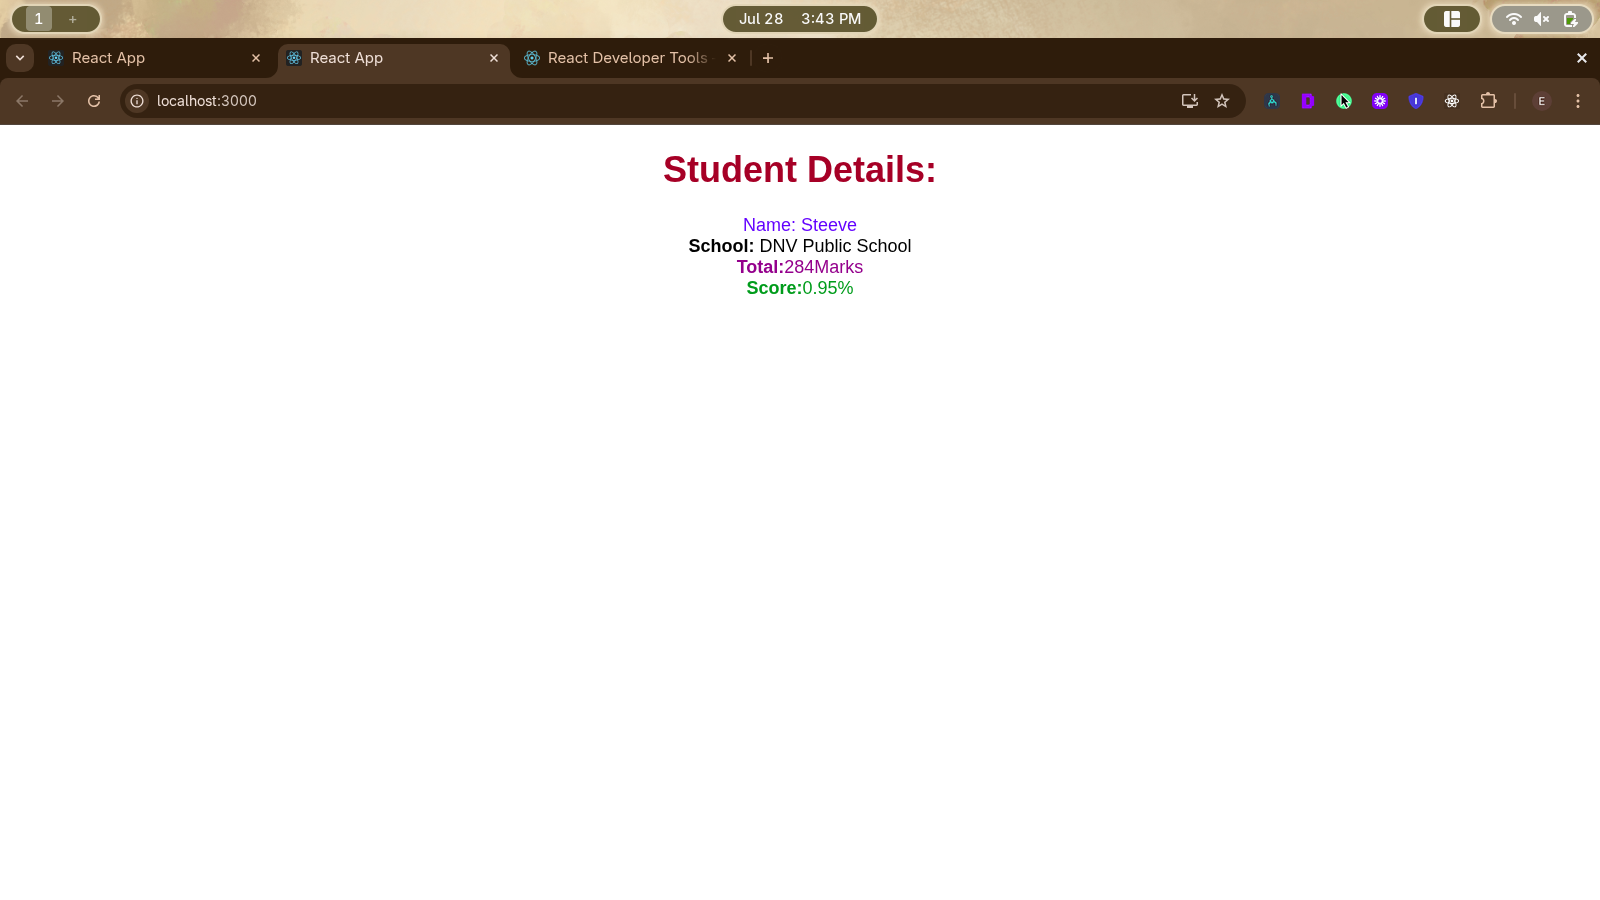 1 +
Jul 28 3:43 PM
React App
React App
React Developer Tools
localhost:3000
E
Student Details:
Name: Steeve
School: DNV Public School
Total:284Marks
Score:0.95%